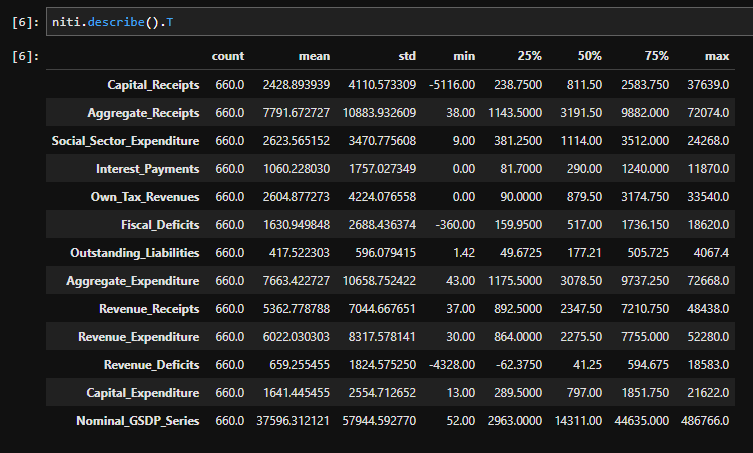 [6]: niti.describe().T
[6]: count mean std min 25% 50% 75% max
Capital_Receipts 660.0 2428.893939 4110.573309 -5116.00 238.7500 811.50 2583.750 37639.0
Aggregate_Receipts 660.0 7791.672727 10883.932609 38.00 1143.5000 3191.50 9882.000 72074.0
Social_Sector_Expenditure 660.0 2623.565152 3470.775608 9.00 381.2500 1114.00 3512.000 24268.0
Interest_Payments 660.0 1060.228030 1757.027349 0.00 81.7000 290.00 1240.000 11870.0
Own_Tax_Revenues 660.0 2604.877273 4224.076558 0.00 90.0000 879.50 3174.750 33540.0
Fiscal_Deficits 660.0 1630.949848 2688.436374 -360.00 159.9500 517.00 1736.150 18620.0
Outstanding_Liabilities 660.0 417.522303 596.079415 1.42 49.6725 177.21 505.725 4067.4
Aggregate_Expenditure 660.0 7663.422727 10658.752422 43.00 1175.5000 3078.50 9737.250 72668.0
Revenue_Receipts 660.0 5362.778788 7044.667651 37.00 892.5000 2347.50 7210.750 48438.0
Revenue_Expenditure 660.0 6022.030303 8317.578141 30.00 864.0000 2275.50 7755.000 52280.0
Revenue_Deficits 660.0 659.255455 1824.575250 -4328.00 -62.3750 41.25 594.675 18583.0
Capital_Expenditure 660.0 1641.445455 2554.712652 13.00 289.5000 797.00 1851.750 21622.0
Nominal_GSDP_Series 660.0 37596.312121 57944.592770 52.00 2963.0000 14311.00 44635.000 486766.0